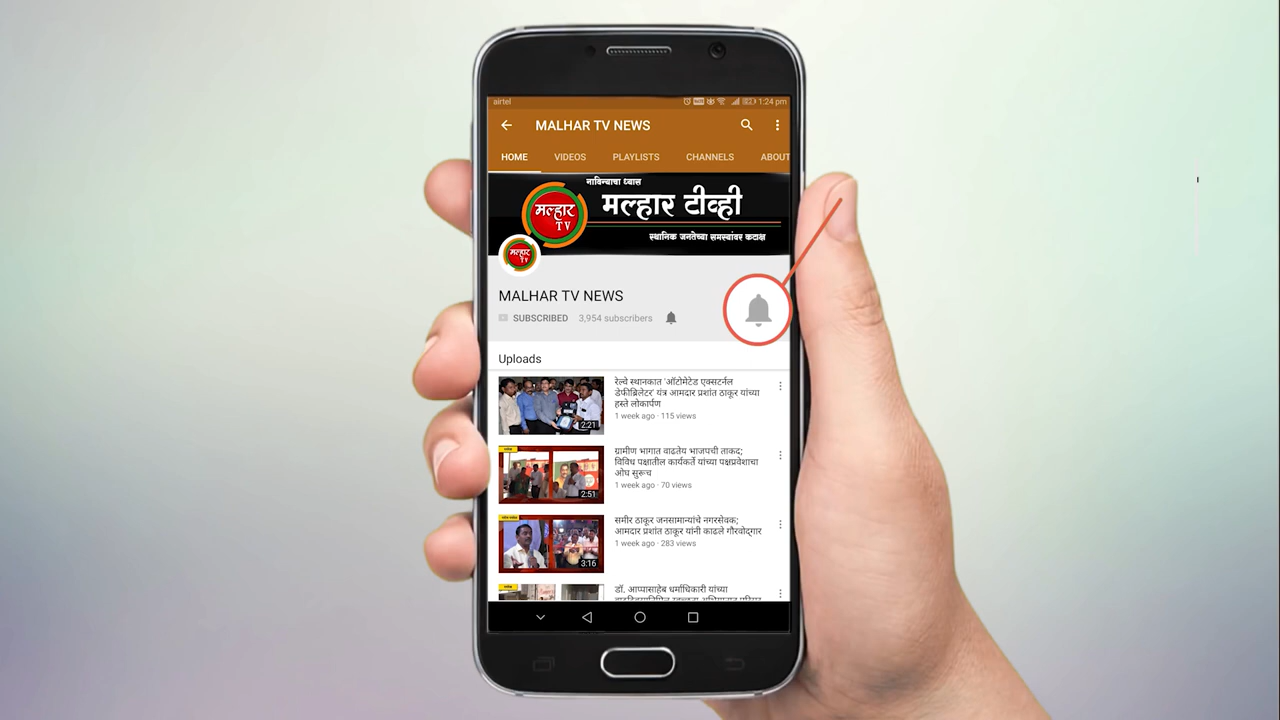 airtel
1:24 pm
MALHAR TV NEWS
HOME VIDEOS PLAYLISTS CHANNELS ABOUT
नाविन्याचा ध्यास
मल्हार टीव्ही
मल्हार
TV
स्थानिक जनतेच्या समस्यांवर कटाक्ष
मल्हार
TV
MALHAR TV NEWS
SUBSCRIBED 3,954 subscribers
Uploads
रेल्वे स्थानकात 'ऑटोमेटेड एक्सटर्नल
डेफीब्रिलेटर' यंत्र आमदार प्रशांत ठाकूर यांच्या
हस्ते लोकार्पण
1 week ago · 115 views
2:21
ग्रामीण भागात वाढतेय भाजपची ताकद;
विविध पक्षातील कार्यकर्ते यांच्या पक्षप्रवेशाचा
ओघ सुरूच
1 week ago · 70 views
2:51
समीर ठाकूर जनसामान्यांचे नगरसेवक;
आमदार प्रशांत ठाकूर यांनी काढले गौरवोद्गार
1 week ago · 283 views
3:16
डॉ. आप्पासाहेब धर्माधिकारी यांच्या